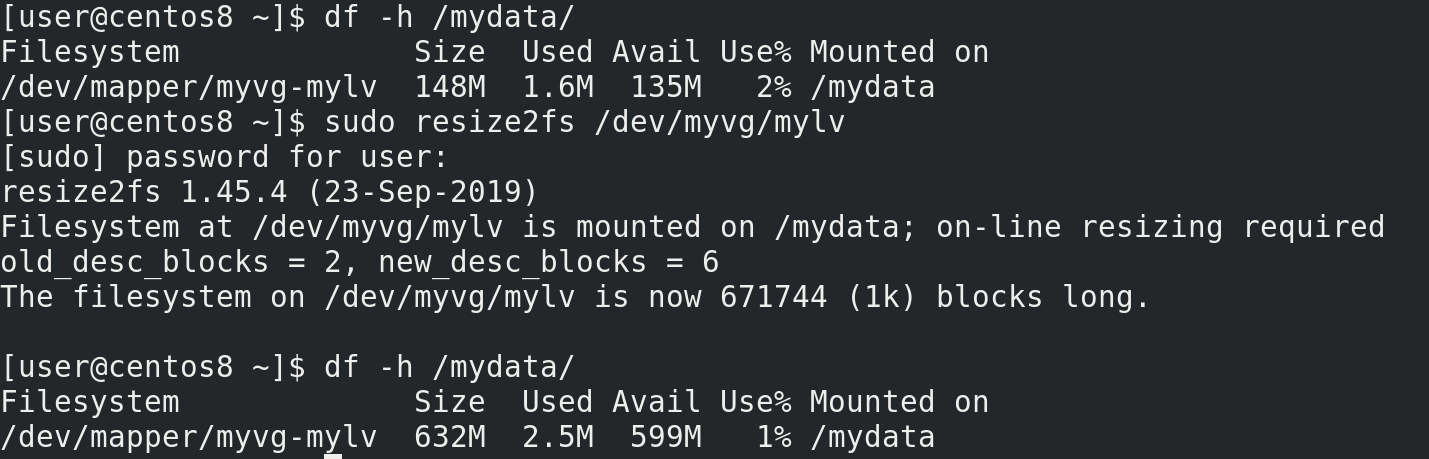 [user@centos8 ~]$ df -h /mydata/
Filesystem             Size  Used Avail Use% Mounted on
/dev/mapper/myvg-mylv  148M  1.6M  135M   2% /mydata
[user@centos8 ~]$ sudo resize2fs /dev/myvg/mylv
[sudo] password for user:
resize2fs 1.45.4 (23-Sep-2019)
Filesystem at /dev/myvg/mylv is mounted on /mydata; on-line resizing required
old_desc_blocks = 2, new_desc_blocks = 6
The filesystem on /dev/myvg/mylv is now 671744 (1k) blocks long.

[user@centos8 ~]$ df -h /mydata/
Filesystem             Size  Used Avail Use% Mounted on
/dev/mapper/myvg-mylv  632M  2.5M  599M   1% /mydata